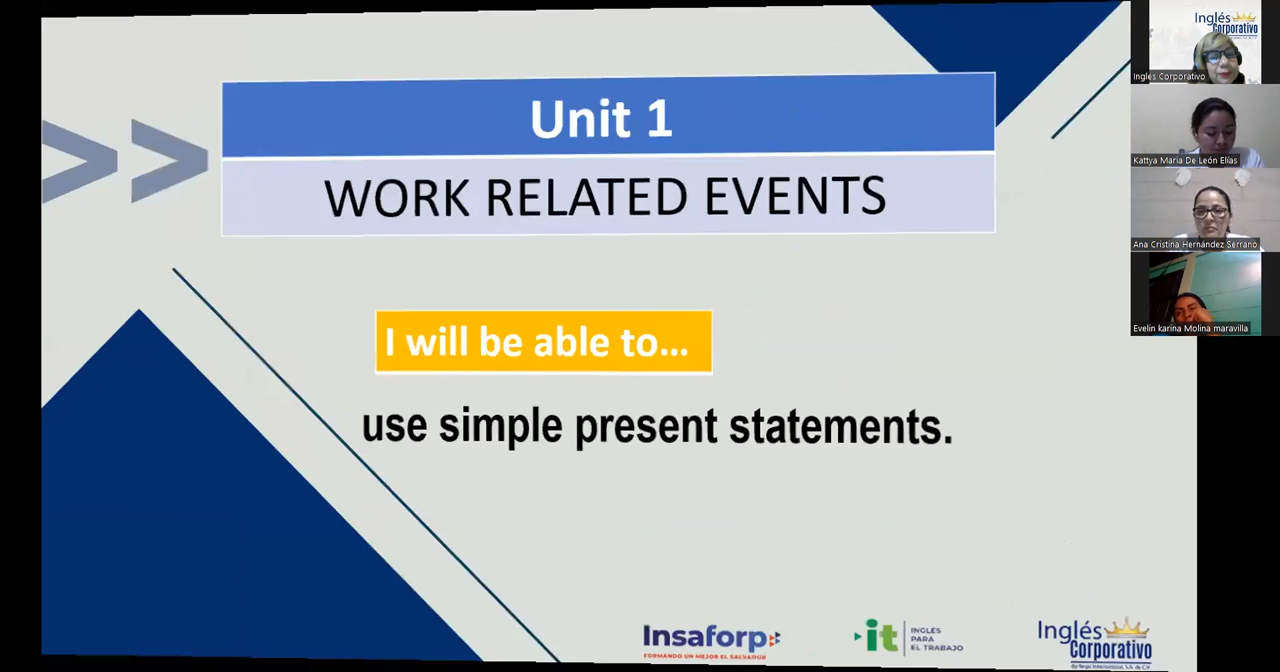 Unit 1
WORK RELATED EVENTS
I will be able to...
use simple present statements.
Insaforp
FORMANDO UN MEJOR EL SALVADOR
it
INGLÉS
PARA
EL TRABAJO
Inglés
Corporativo
Inglés
Corporativo
Ingles Corporativo
Kattya María De León Elías
Ana Cristina Hernández Serrano
Evelin karina Molina maravilla